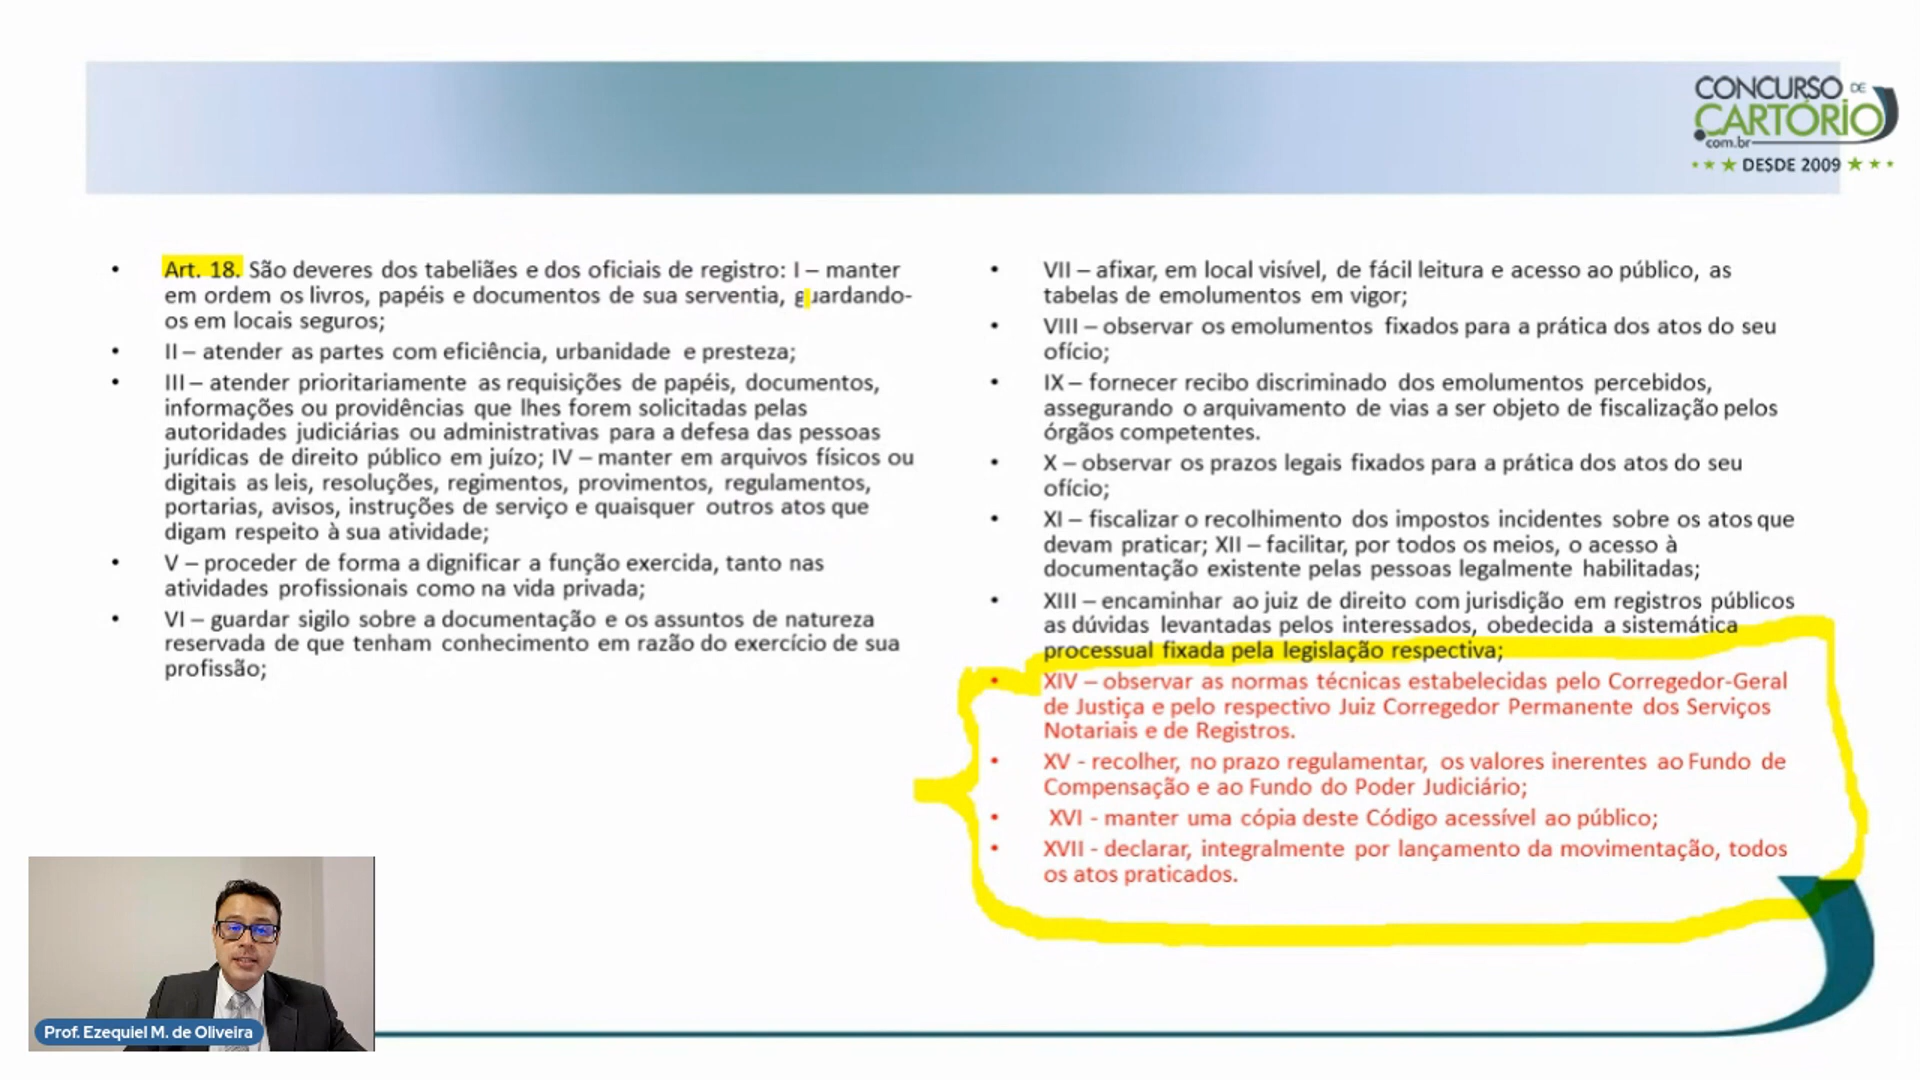 CONCURSO DE
CARTÓRIO
.com.br
DESDE 2009
• Art. 18. São deveres dos tabeliães e dos oficiais de registro: I – manter
em ordem os livros, papéis e documentos de sua serventia, guardando-
os em locais seguros;
• II – atender as partes com eficiência, urbanidade e presteza;
• III – atender prioritariamente as requisições de papéis, documentos,
informações ou providências que lhes forem solicitadas pelas
autoridades judiciárias ou administrativas para a defesa das pessoas
jurídicas de direito público em juízo; IV – manter em arquivos físicos ou
digitais as leis, resoluções, regimentos, provimentos, regulamentos,
portarias, avisos, instruções de serviço e quaisquer outros atos que
digam respeito à sua atividade;
• V – proceder de forma a dignificar a função exercida, tanto nas
atividades profissionais como na vida privada;
• VI – guardar sigilo sobre a documentação e os assuntos de natureza
reservada de que tenham conhecimento em razão do exercício de sua
profissão;
• VII – afixar, em local visível, de fácil leitura e acesso ao público, as
tabelas de emolumentos em vigor;
• VIII – observar os emolumentos fixados para a prática dos atos do seu
ofício;
• IX – fornecer recibo discriminado dos emolumentos percebidos,
assegurando o arquivamento de vias a ser objeto de fiscalização pelos
órgãos competentes.
• X – observar os prazos legais fixados para a prática dos atos do seu
ofício;
• XI – fiscalizar o recolhimento dos impostos incidentes sobre os atos que
devam praticar; XII – facilitar, por todos os meios, o acesso à
documentação existente pelas pessoas legalmente habilitadas;
• XIII – encaminhar ao juiz de direito com jurisdição em registros públicos
as dúvidas levantadas pelos interessados, obedecida a sistemática
processual fixada pela legislação respectiva;
• XIV – observar as normas técnicas estabelecidas pelo Corregedor-Geral
de Justiça e pelo respectivo Juiz Corregedor Permanente dos Serviços
Notariais e de Registros.
• XV - recolher, no prazo regulamentar, os valores inerentes ao Fundo de
Compensação e ao Fundo do Poder Judiciário;
• XVI - manter uma cópia deste Código acessível ao público;
• XVII - declarar, integralmente por lançamento da movimentação, todos
os atos praticados.
Prof. Ezequiel M. de Oliveira